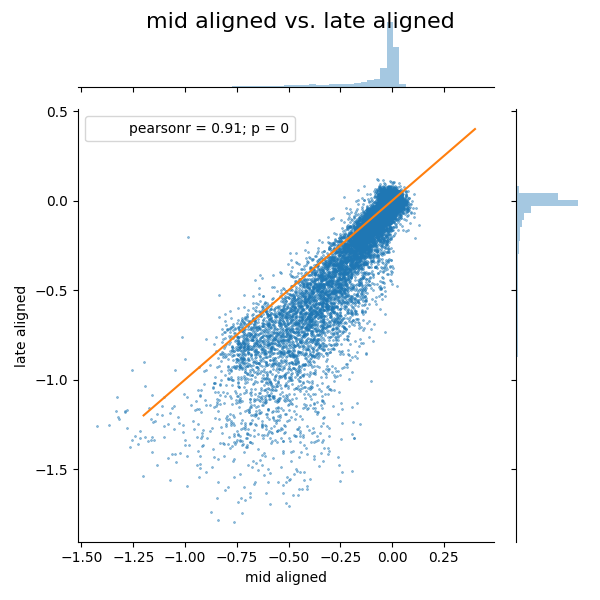 mid aligned vs. late aligned
pearsonr = 0.91; p = 0
0.5
0.0
−0.5
−1.0
−1.5
late aligned
−1.50 −1.25 −1.00 −0.75 −0.50 −0.25 0.00 0.25
mid aligned